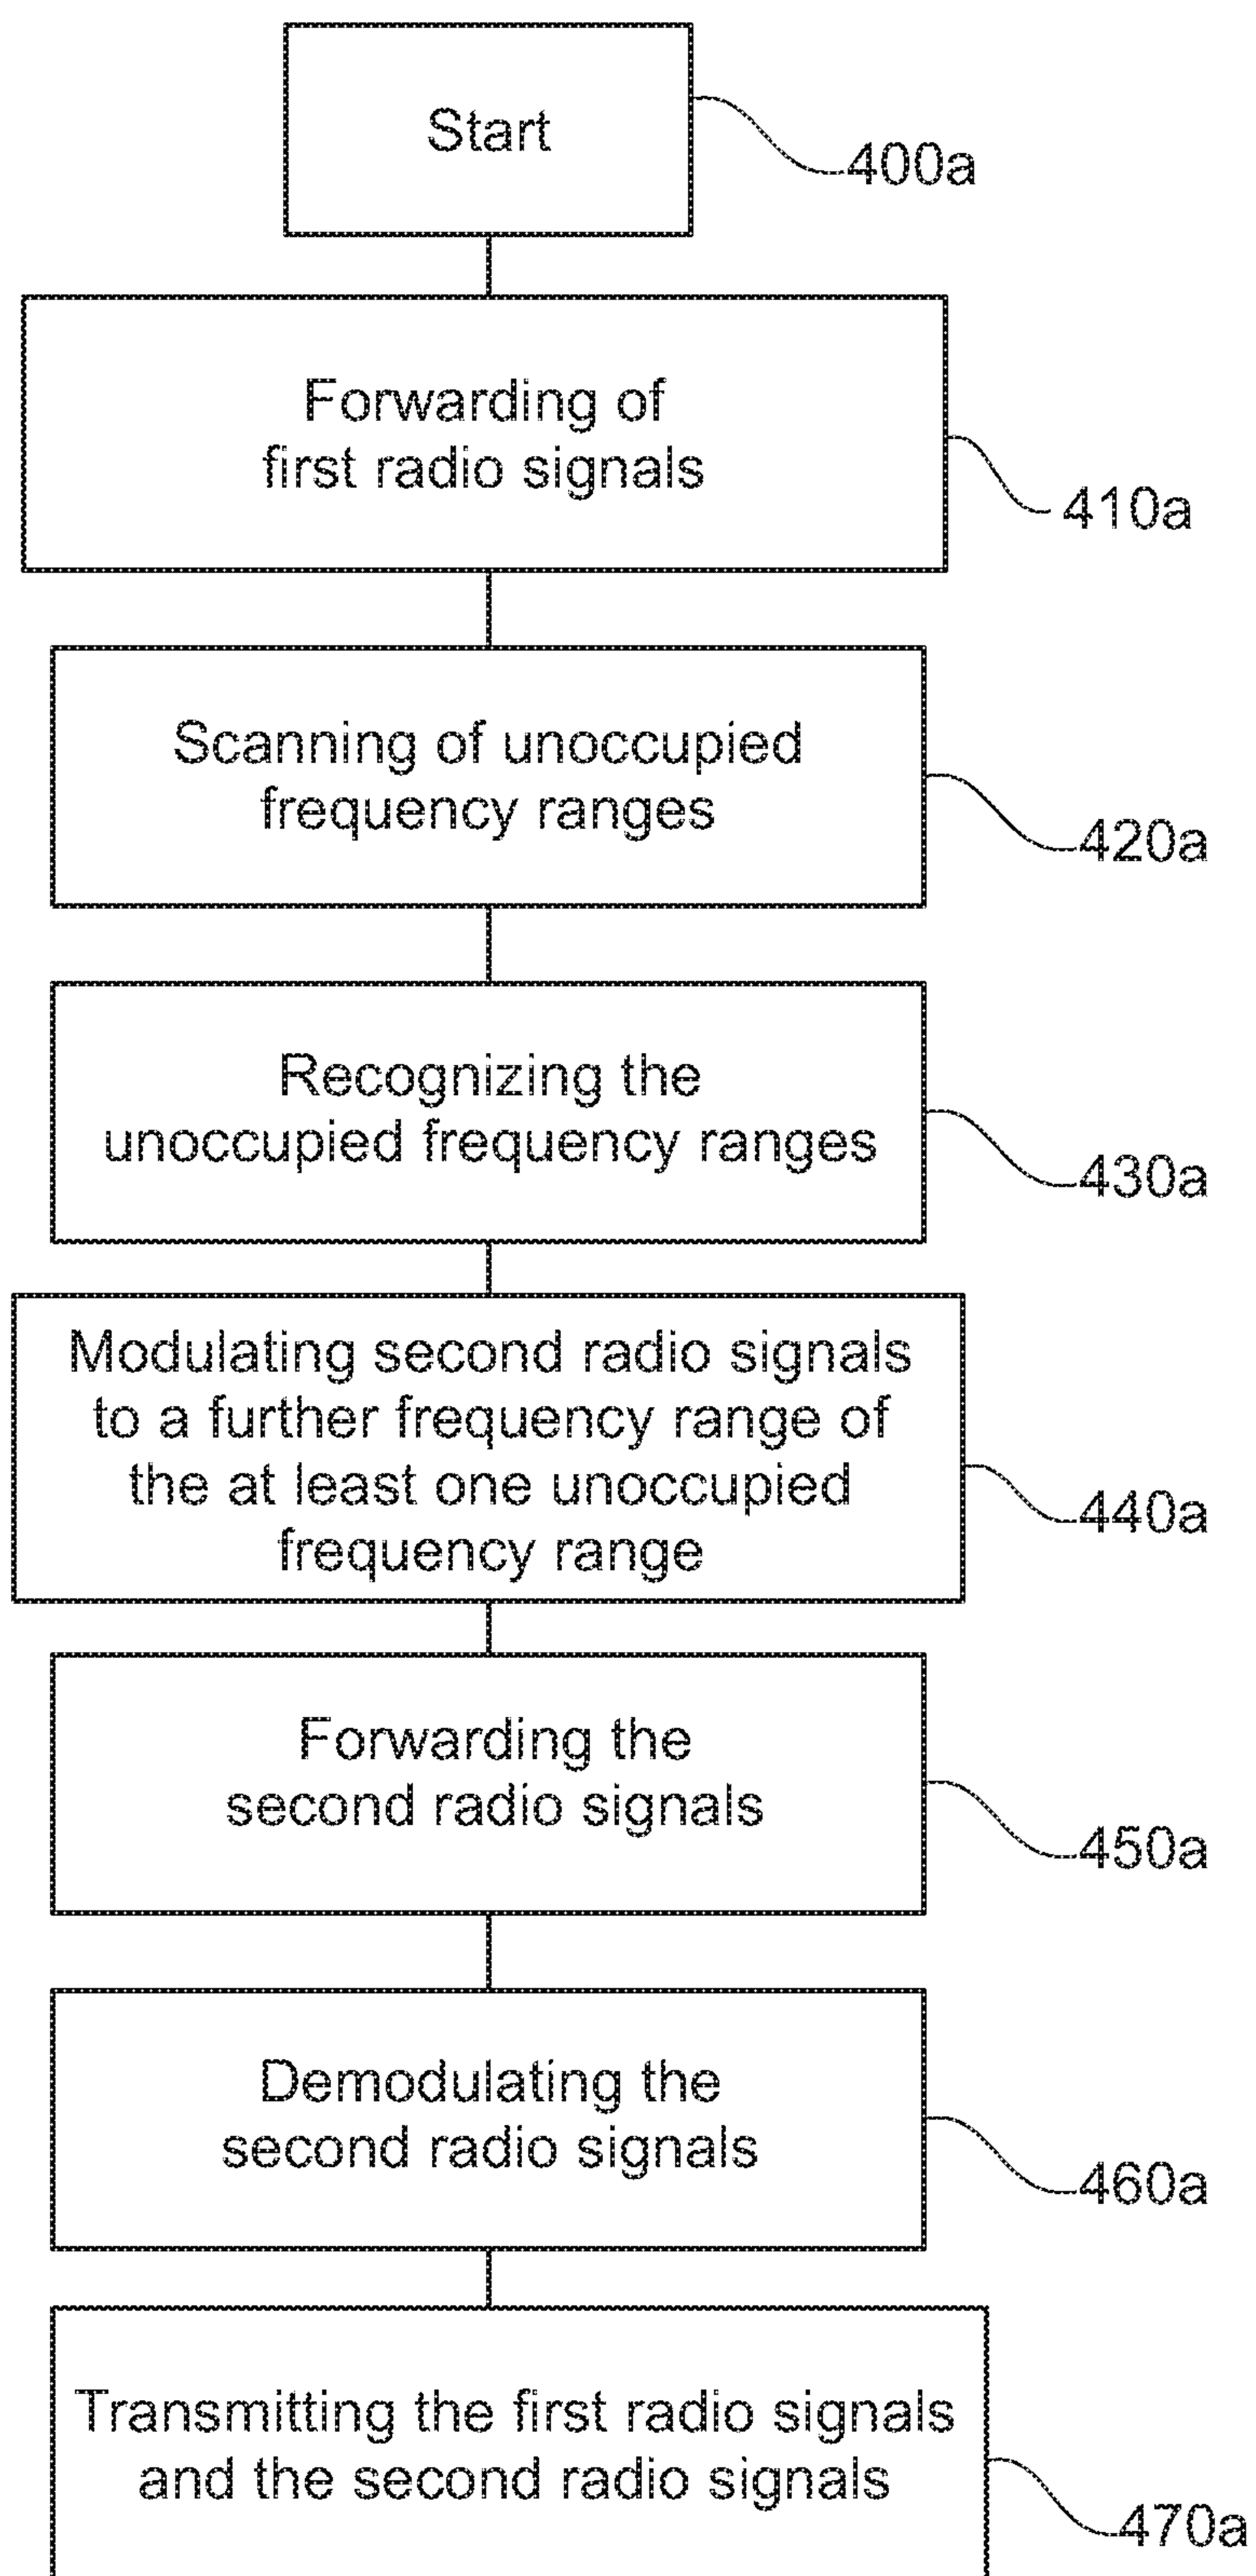 Start
400a
Forwarding of
first radio signals
410a
Scanning of unoccupied
frequency ranges
420a
Recognizing the
unoccupied frequency ranges
430a
Modulating second radio signals
to a further frequency range of
the at least one unoccupied
frequency range
440a
Forwarding the
second radio signals
450a
Demodulating the
second radio signals
460a
Transmitting the first radio signals
and the second radio signals
470a